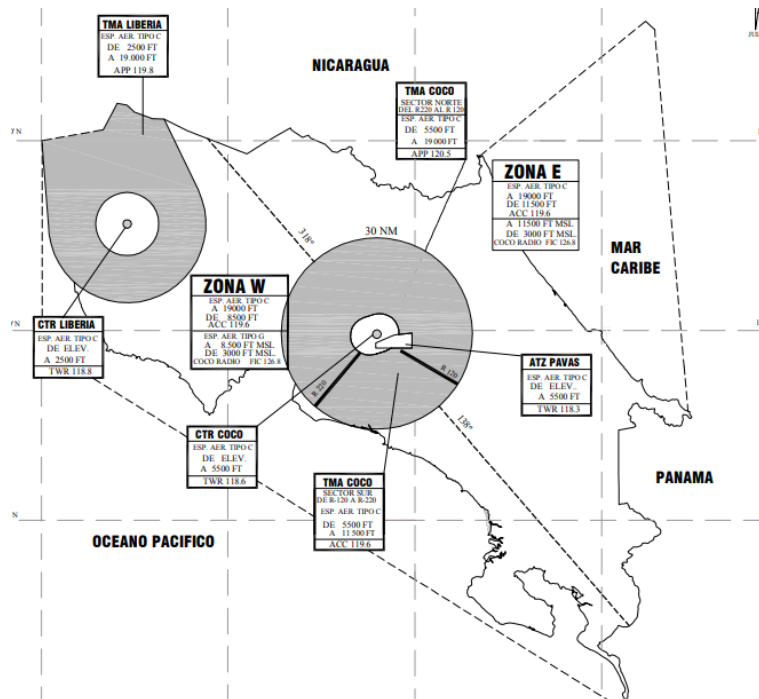 TMA LIBERIA
ESP. AER. TIPO C
DE 2500 FT
A 19.000 FT
APP 119.8
NICARAGUA
TMA COCO
SECTOR NORTE
DEL R220 AL R 120
ESP. AER. TIPO C
DE 5500 FT
A 19000 FT
APP 120.5
ZONA E
ESP. AER. TIPO C
A 19000 FT
DE 11500 FT
ACC 119.6
A 11500 FT MSL
DE 3000 FT MSL.
COCO RADIO FIC 126.8
MAR
CARIBE
318°
30 NM
ZONA W
ESP. AER. TIPO C
A 19000 FT
DE 8500 FT
ACC 119.6
ESP. AER. TIPO G
A 8.500 FT MSL
DE 3000 FT MSL.
COCO RADIO FIC 126.8
CTR LIBERIA
ESP. AER. TIPO C
DE ELEV.
A 2500 FT
TWR 118.8
ATZ PAVAS
ESP. AER. TIPO C
DE ELEV..
A 5500 FT
TWR 118.3
R 220
R 120
138°
CTR COCO
ESP. AER. TIPO C
DE ELEV.
A 5500 FT
TWR 118.6
TMA COCO
SECTOR SUR
DE R-120 A R-220
ESP. AER. TIPO C
DE 5500 FT
A 11500 FT
ACC 119.6
PANAMA
OCEANO PACIFICO